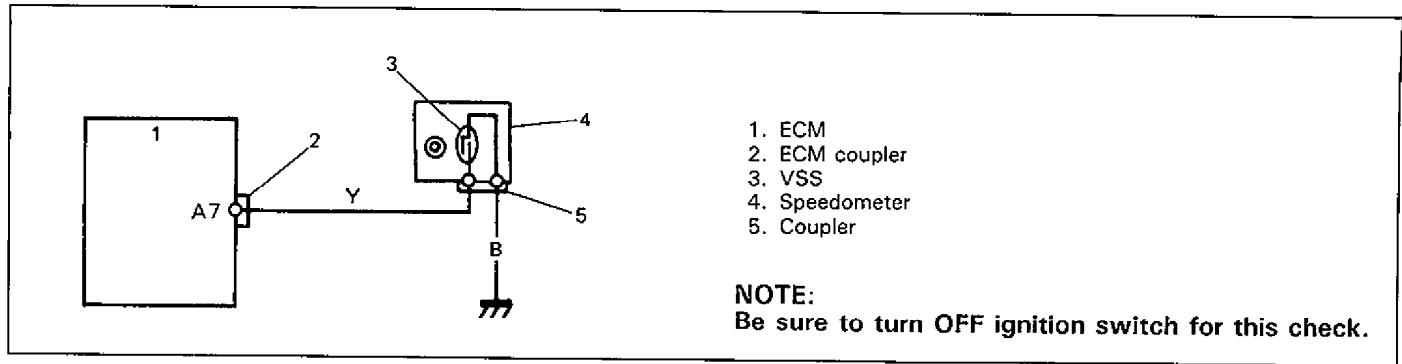 1
2
3
4
5
A7
Y
B
1. ECM
2. ECM coupler
3. VSS
4. Speedometer
5. Coupler
NOTE:
Be sure to turn OFF ignition switch for this check.